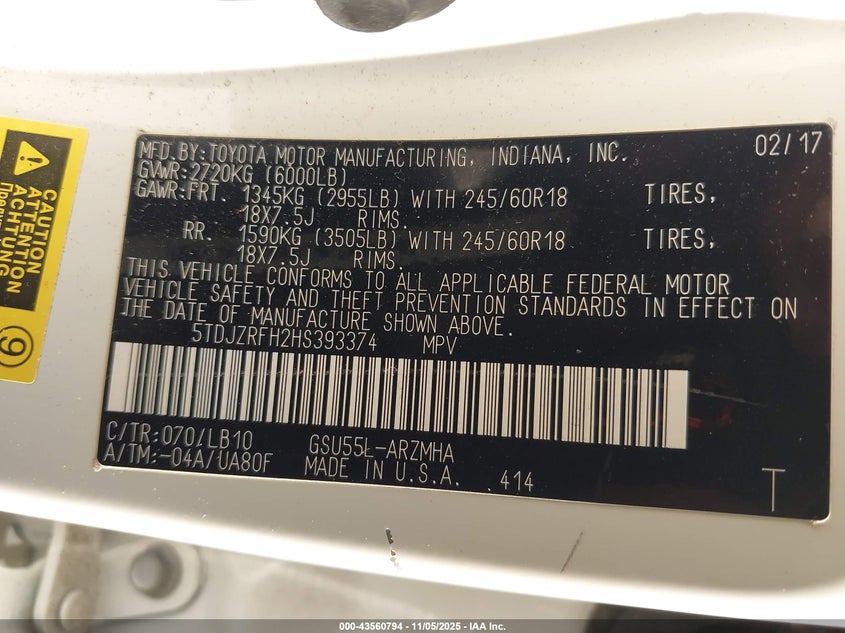 MFD. BY: TOYOTA MOTOR MANUFACTURING, INDIANA, INC. 02/17
GVWR: 2720KG (6000LB)
GAWR: FRT. 1345KG (2955LB) WITH 245/60R18 TIRES,
18X7.5J RIMS.
RR. 1590KG (3505LB) WITH 245/60R18 TIRES,
18X7.5J RIMS.
THIS VEHICLE CONFORMS TO ALL APPLICABLE FEDERAL MOTOR
VEHICLE SAFETY AND THEFT PREVENTION STANDARDS IN EFFECT ON
THE DATE OF MANUFACTURE SHOWN ABOVE.
5TDJZRFH2HS393374 MPV
C/TR: 070/LB10 GSU55L-ARZMHA
A/TM: -04A/UA80F MADE IN U.S.A. 414
T
CAUTION
ATTENTION
ACHTUNG
9
000-43560794 - 11/05/2025 - IAA Inc.